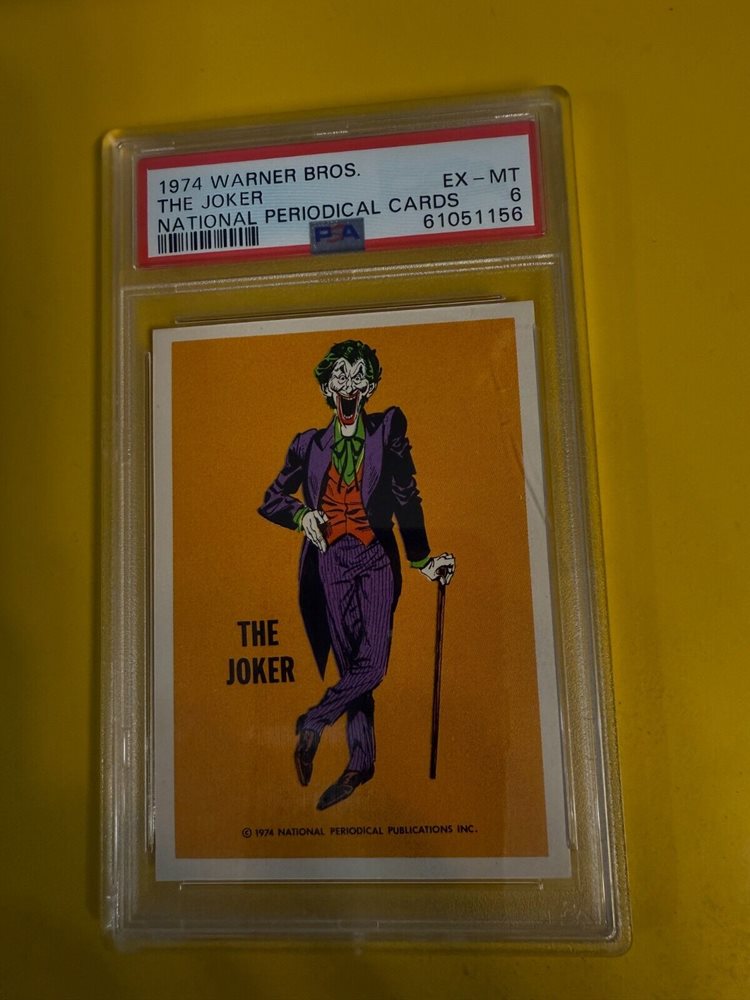 1974 WARNER BROS. EX-MT
THE JOKER 6
NATIONAL PERIODICAL CARDS 61051156
PSA
THE
JOKER
© 1974 NATIONAL PERIODICAL PUBLICATIONS INC.